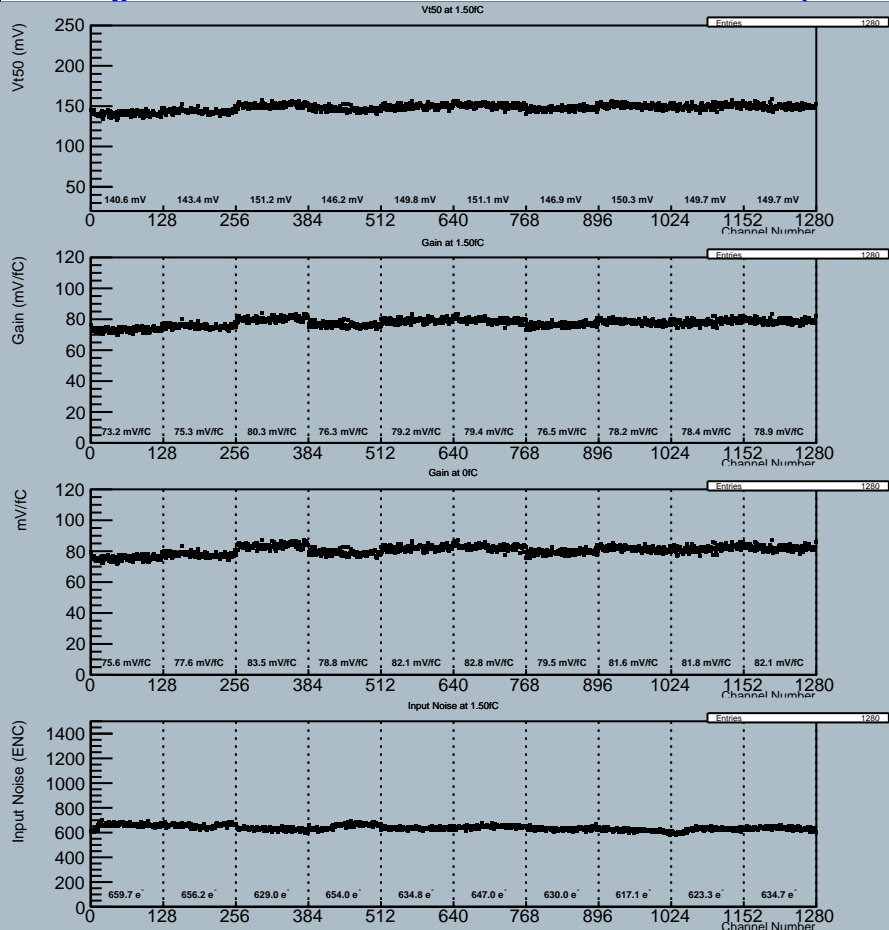 Vt50 at 1.50fC
Entries 1280
Vt50 (mV)
250
200
150
100
50
140.6 mV 143.4 mV 151.2 mV 146.2 mV 149.8 mV 151.1 mV 146.9 mV 150.3 mV 149.7 mV 149.7 mV
0 128 256 384 512 640 768 896 1024 1152 1280
Channel Number
Gain at 1.50fC
Entries 1280
Gain (mV/fC)
120
100
80
60
40
20
0
73.2 mV/fC 75.3 mV/fC 80.3 mV/fC 76.3 mV/fC 79.2 mV/fC 79.4 mV/fC 76.5 mV/fC 78.2 mV/fC 78.4 mV/fC 78.9 mV/fC
0 128 256 384 512 640 768 896 1024 1152 1280
Channel Number
Gain at 0fC
Entries 1280
mV/fC
120
100
80
60
40
20
0
75.6 mV/fC 77.6 mV/fC 83.5 mV/fC 78.8 mV/fC 82.1 mV/fC 82.8 mV/fC 79.5 mV/fC 81.6 mV/fC 81.8 mV/fC 82.1 mV/fC
0 128 256 384 512 640 768 896 1024 1152 1280
Channel Number
Input Noise at 1.50fC
Entries 1280
Input Noise (ENC)
1400
1200
1000
800
600
400
200
0
659.7 e⁻ 656.2 e⁻ 629.0 e⁻ 654.0 e⁻ 634.8 e⁻ 647.0 e⁻ 630.0 e⁻ 617.1 e⁻ 623.3 e⁻ 634.7 e⁻
0 128 256 384 512 640 768 896 1024 1152 1280
Channel Number